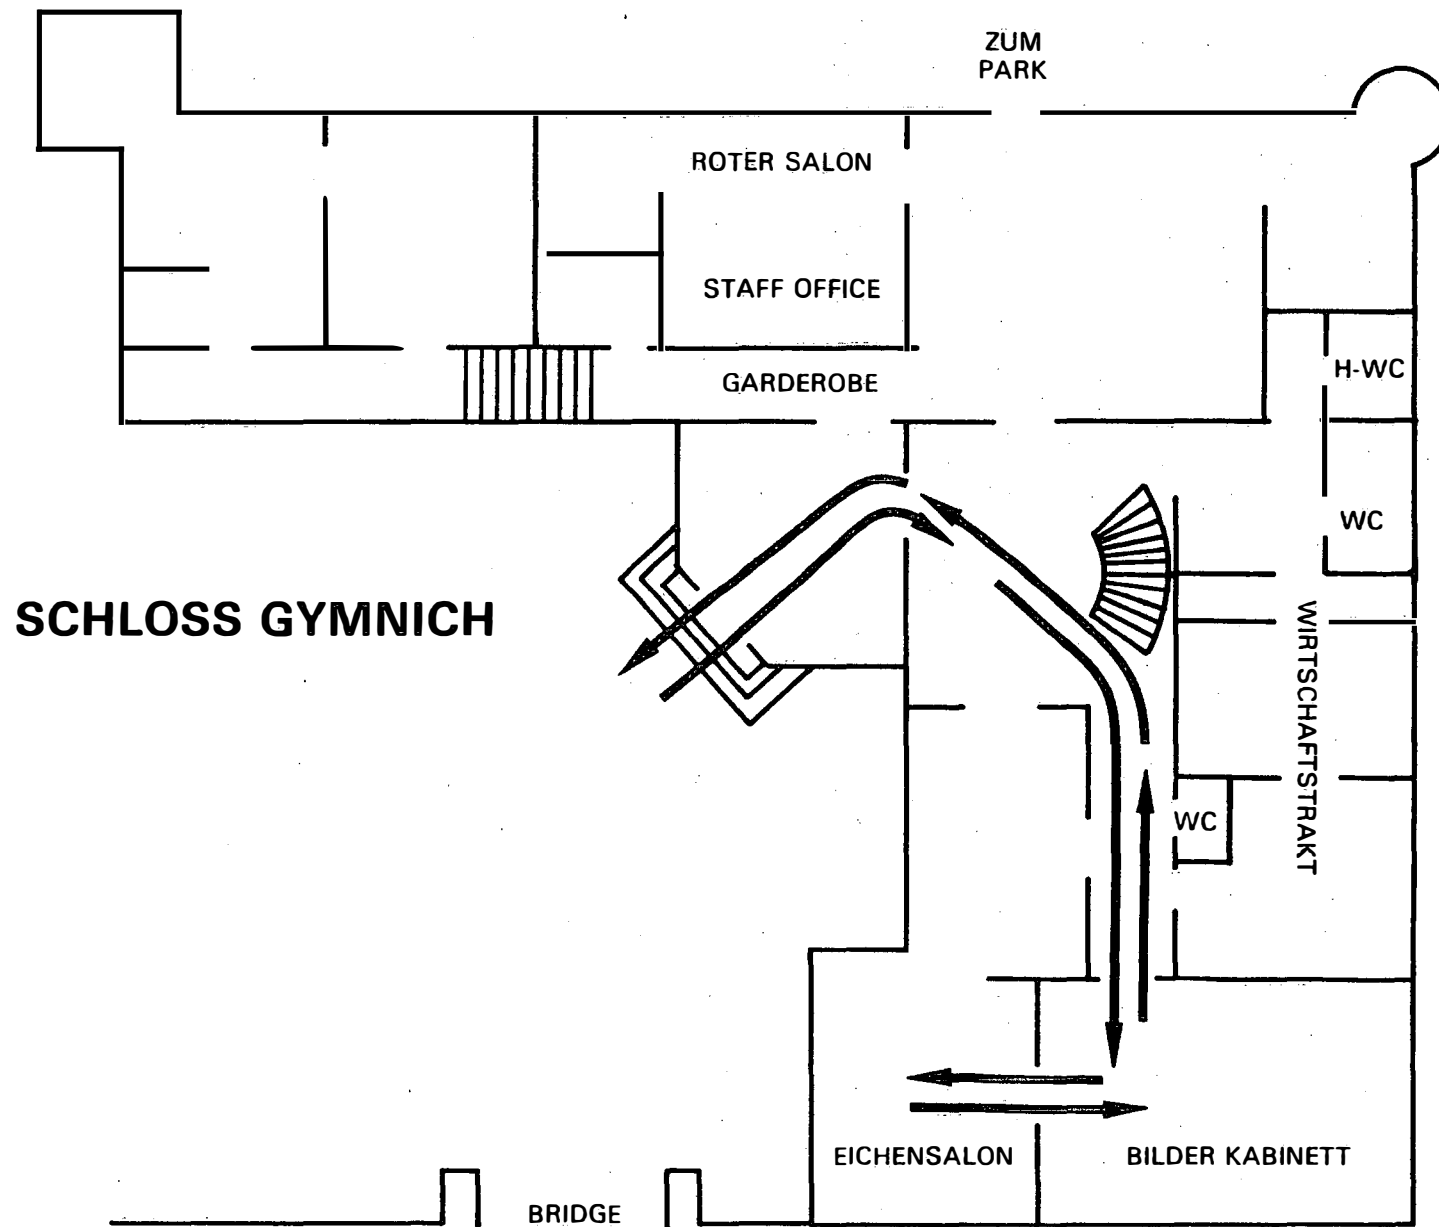 ZUM
PARK
ROTER SALON
STAFF OFFICE
GARDEROBE
H-WC
WC
SCHLOSS GYMNICH
WIRTSCHAFTSTRAKT
WC
EICHENSALON
BILDER KABINETT
BRIDGE